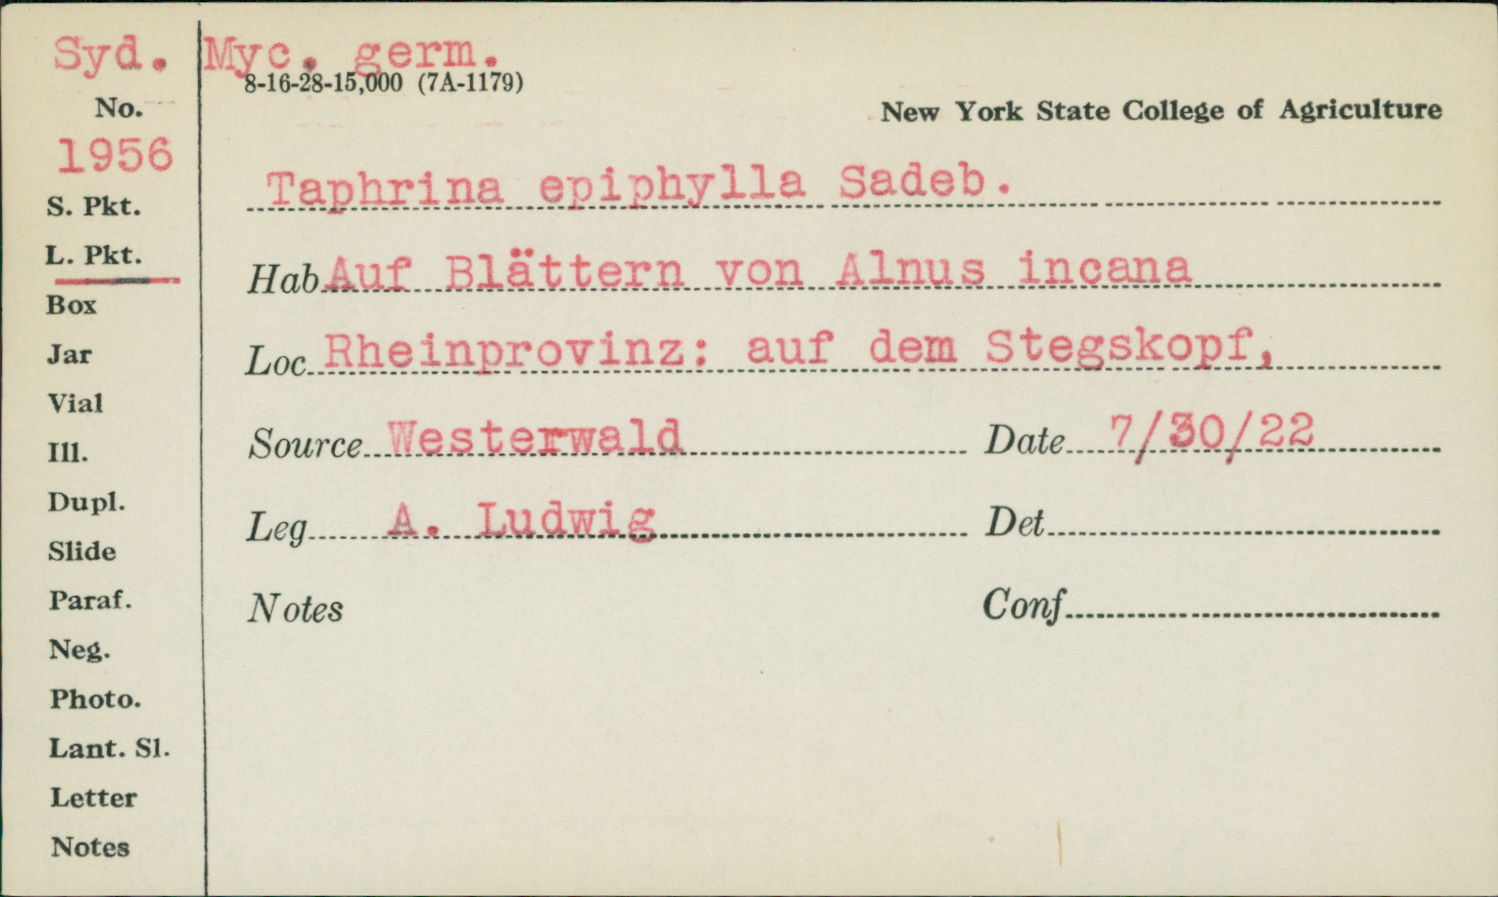 Syd. Myc. germ.
8-16-28-15,000 (7A-1179)
No.
New York State College of Agriculture
1956
Taphrina epiphylla Sadeb.
S. Pkt.
L. Pkt.
Hab. Auf Blättern von Alnus incana
Box
Jar
Loc. Rheinprovinz: auf dem Stegskopf,
Vial
Source Westerwald Date 7/30/22
Ill.
Dupl.
Leg. A. Ludwig Det
Slide
Paraf.
Notes Conf
Neg.
Photo.
Lant. Sl.
Letter
Notes